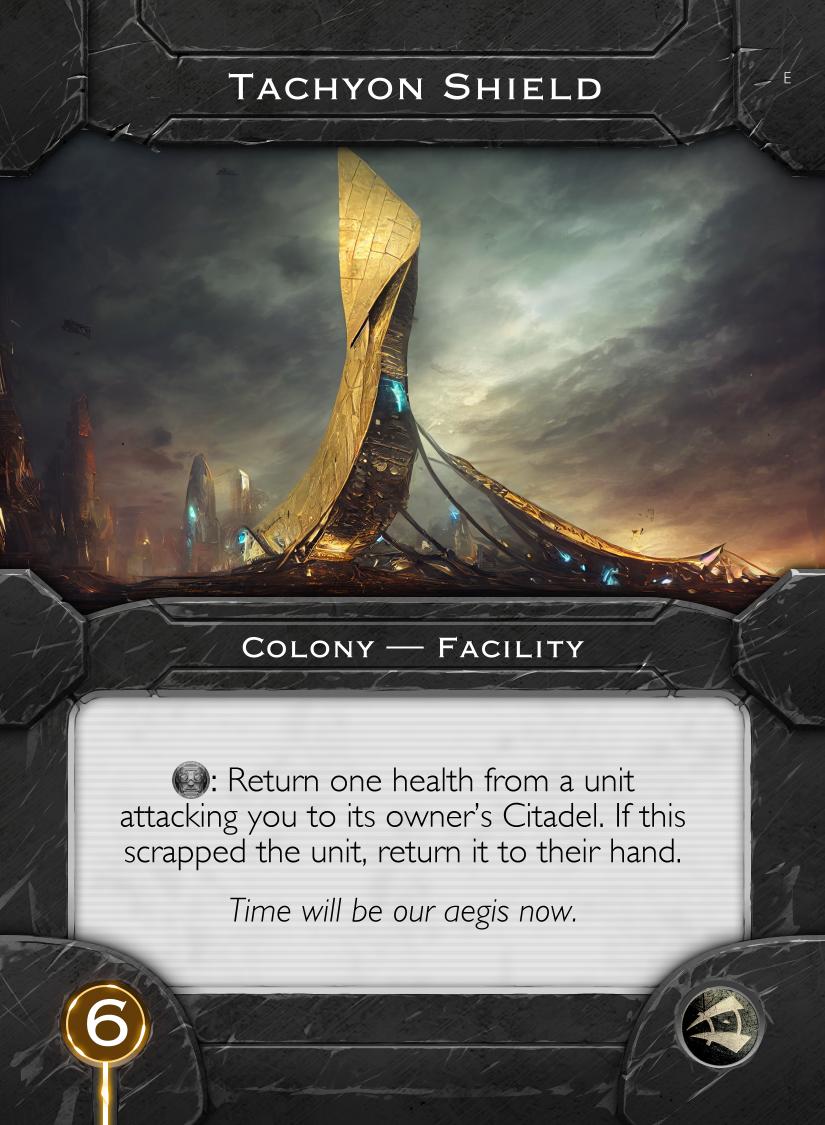 Tachyon Shield
E
Colony — Facility
: Return one health from a unit
attacking you to its owner’s Citadel. If this
scrapped the unit, return it to their hand.
Time will be our aegis now.
6